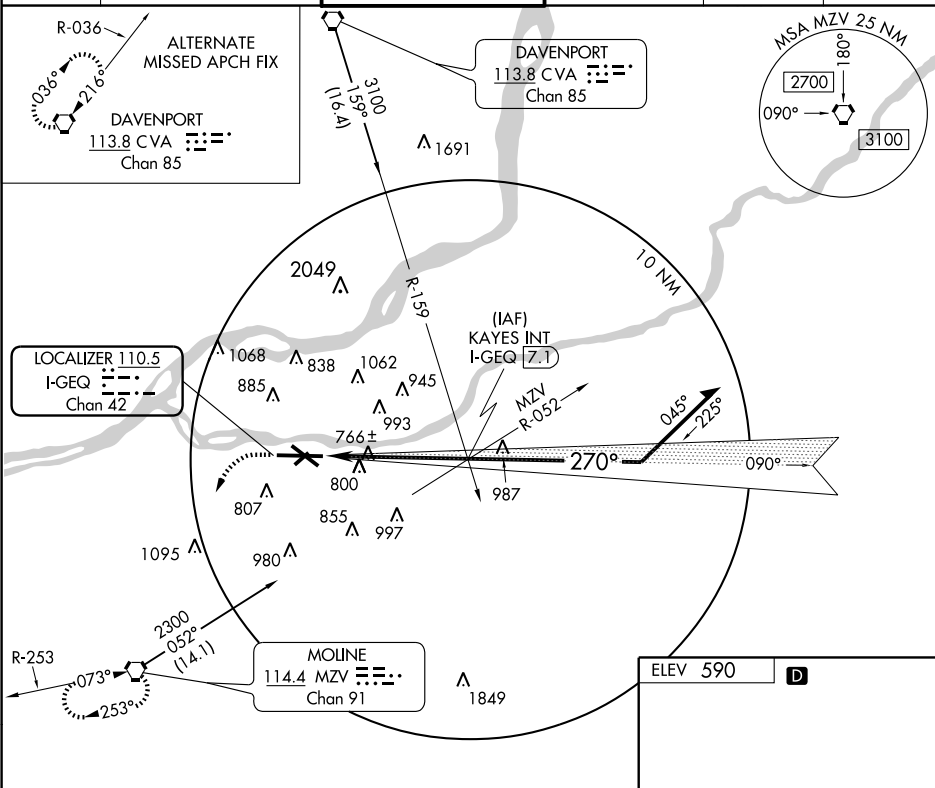 R-036
ALTERNATE
MISSED APCH FIX
036°
216°
DAVENPORT
113.8 CVA
Chan 85
DAVENPORT
113.8 CVA
Chan 85
3100
159°
(16.4)
MSA MZV 25 NM
180°
2700
090°
3100
1691
10 NM
2049
R-159
(IAF)
KAYES INT
I-GEQ 7.1
LOCALIZER 110.5
I-GEQ
Chan 42
1068
838
1062
885
945
993
MZV
R-052
045°
225°
766±
270°
090°
800
987
807
855
997
1095
980
2300
052°
(14.1)
R-253
073°
253°
MOLINE
114.4 MZV
Chan 91
1849
ELEV 590
D